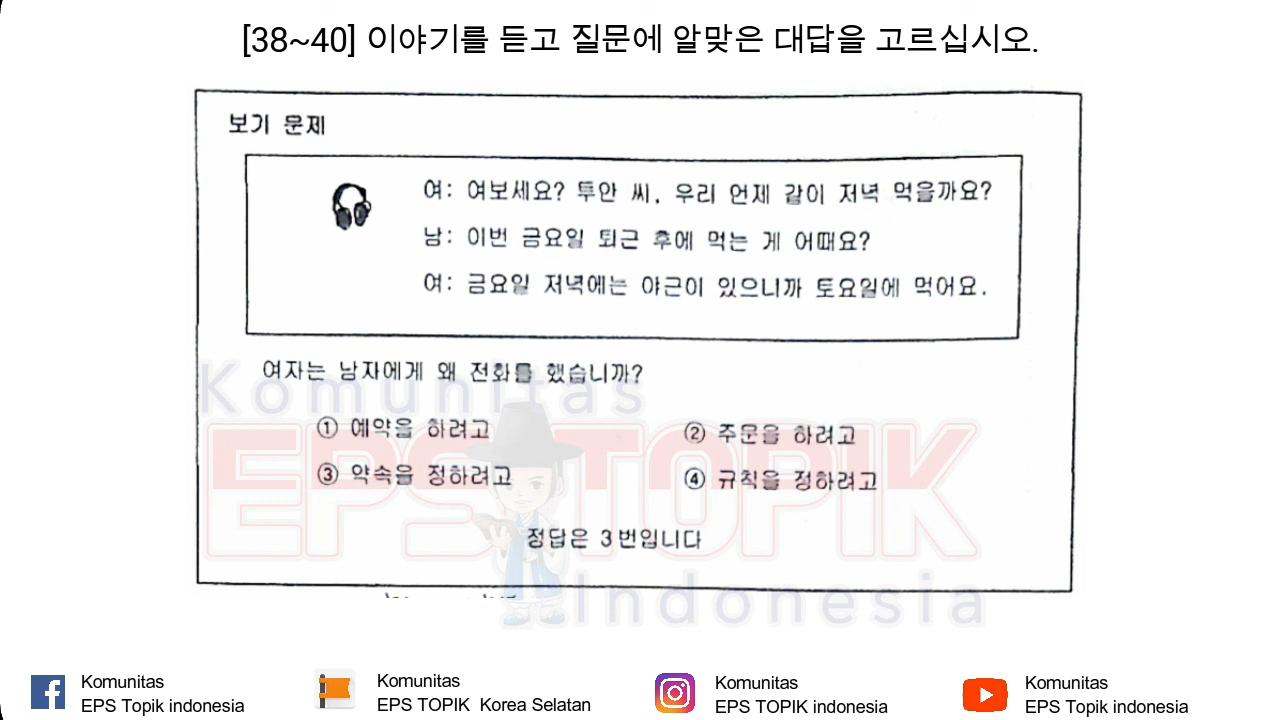 [38~40] 이야기를 듣고 질문에 알맞은 대답을 고르십시오.
보기 문제
여: 여보세요? 투안 씨, 우리 언제 같이 저녁 먹을까요?
남: 이번 금요일 퇴근 후에 먹는 게 어때요?
여: 금요일 저녁에는 야근이 있으니까 토요일에 먹어요.
여자는 남자에게 왜 전화를 했습니까?
① 예약을 하려고
② 주문을 하려고
③ 약속을 정하려고
④ 규칙을 정하려고
정답은 3번입니다
Komunitas
EPS TOPIK
Indonesia
Komunitas
EPS Topik indonesia
Komunitas
EPS TOPIK Korea Selatan
Komunitas
EPS TOPIK indonesia
Komunitas
EPS Topik indonesia